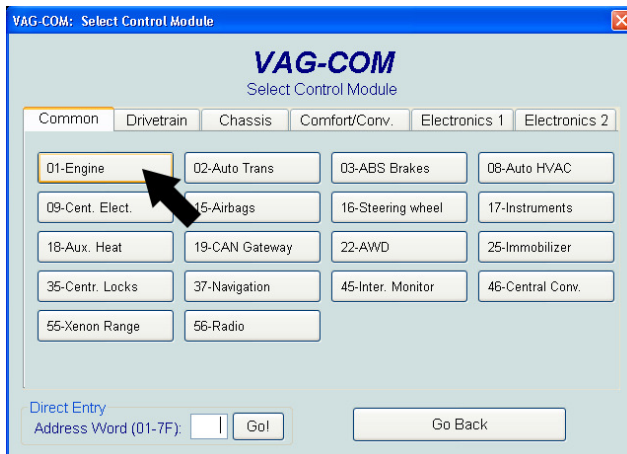 VAG-COM: Select Control Module
VAG-COM
Select Control Module
Common Drivetrain Chassis Comfort/Conv. Electronics 1 Electronics 2
01-Engine 02-Auto Trans 03-ABS Brakes 08-Auto HVAC
09-Cent. Elect. 15-Airbags 16-Steering wheel 17-Instruments
18-Aux. Heat 19-CAN Gateway 22-AWD 25-Immobilizer
35-Centr. Locks 37-Navigation 45-Inter. Monitor 46-Central Conv.
55-Xenon Range 56-Radio
Direct Entry
Address Word (01-7F): Go! Go Back